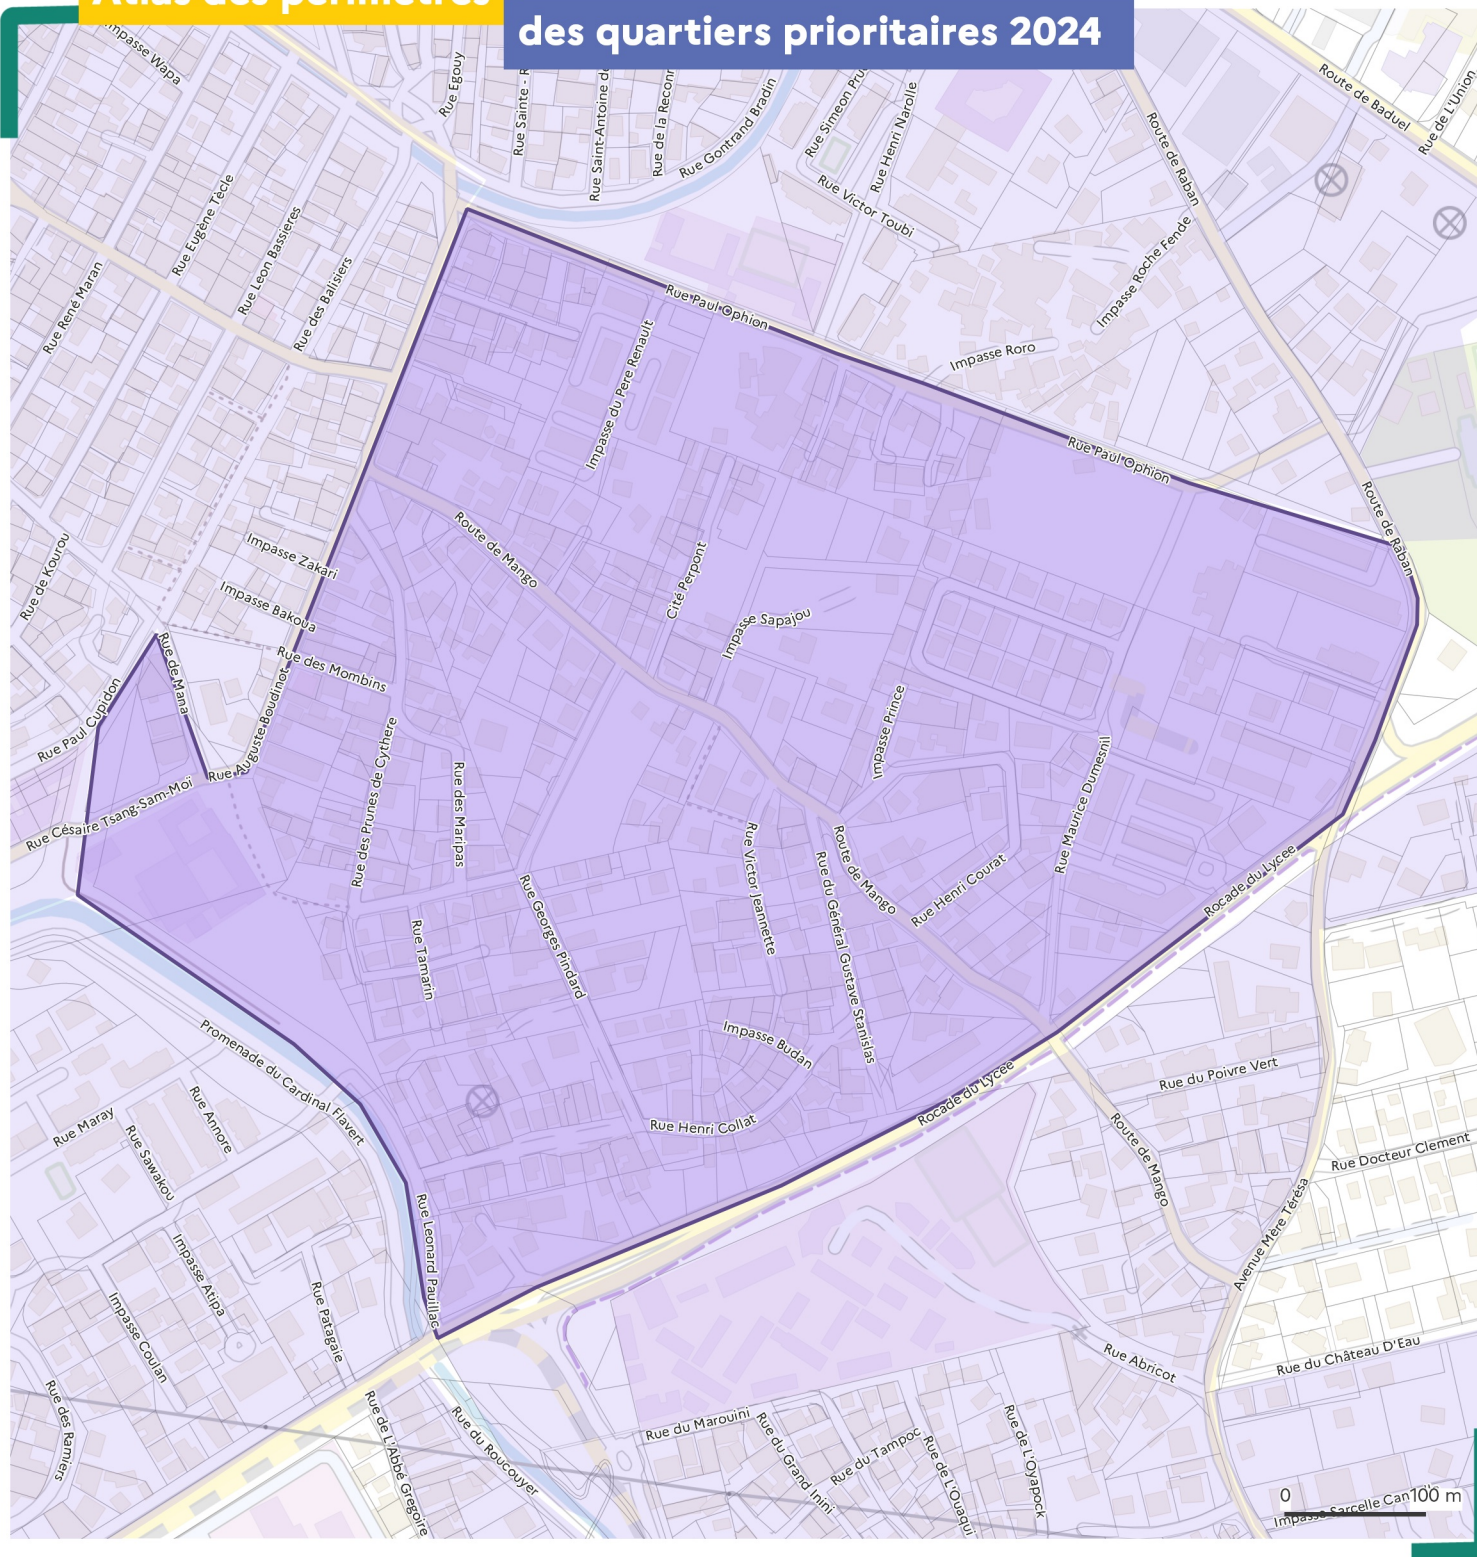 Atlas des périmètres
des quartiers prioritaires 2024
Impasse Wapa
Rue Egouy
Rue Gontrand Bradin
Rue Henri Narolle
Rue Victor Toubi
Route de Raban
Route de Baduel
Rue de L'Union
Rue Eugène Tècle
Rue Léon Bassieres
Rue des Balisiers
Rue René Maran
Impasse Roche Fende
Impasse Roro
Rue Paul Ophion
Impasse du Pere Renault
Rue Paul Ophion
Route de Raban
Route de Mango
Impasse Zakari
Impasse Bakoua
Rue de Kourou
Cité Perpont
Impasse Sapajou
Rue des Mombins
Rue de Mana
Rue Paul Cupidon
Rue Auguste Boudinot
Rue Césaire Tsang-Sam-Moï
Rue des Prunes de Cythere
Rue des Maripas
Impasse Prince
Rue Maurice Dumesnil
Rue Victor Jeannette
Rue du Général Gustave Stanislas
Route de Mango
Rue Henri Courat
Rocade du Lycee
Rue Georges Pindard
Rue Tamarin
Impasse Budan
Rue Henri Collat
Rocade du Lycee
Promenade du Cardinal Flavert
Rue Maray
Rue Annore
Rue Sawakou
Rue du Poivre Vert
Route de Mango
Rue Docteur Clement
Avenue Mère Térésa
Rue Leonard Pauillac
Impasse Atipa
Impasse Coulan
Rue Patagaie
Rue des Ramiers
Rue de L'Abbé Gregoire
Rue du Roucouyer
Rue du Marouini
Rue du Grand Inini
Rue du Tampoc
Rue de L'Ouaqui
Rue de L'Oyapock
Rue Abricot
Rue du Château D'Eau
0 100 m